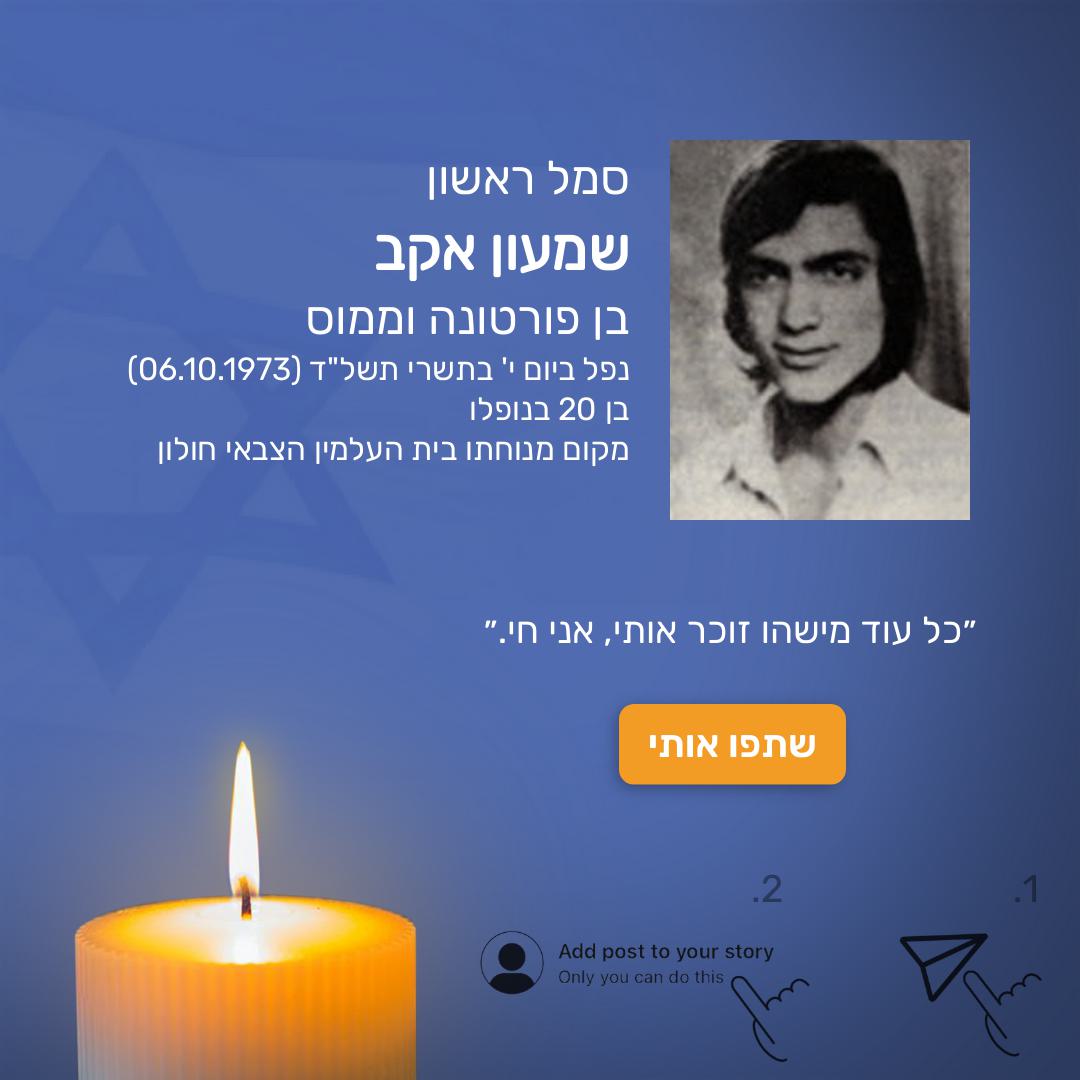 סמל ראשון
שמעון אקב
בן פורטונה וממוס
נפל ביום י' בתשרי תשל"ד (06.10.1973)
בן 20 בנופלו
מקום מנוחתו בית העלמין הצבאי חולון
״כל עוד מישהו זוכר אותי, אני חי.״
שתפו אותי
1.
2.
Add post to your story
Only you can do this